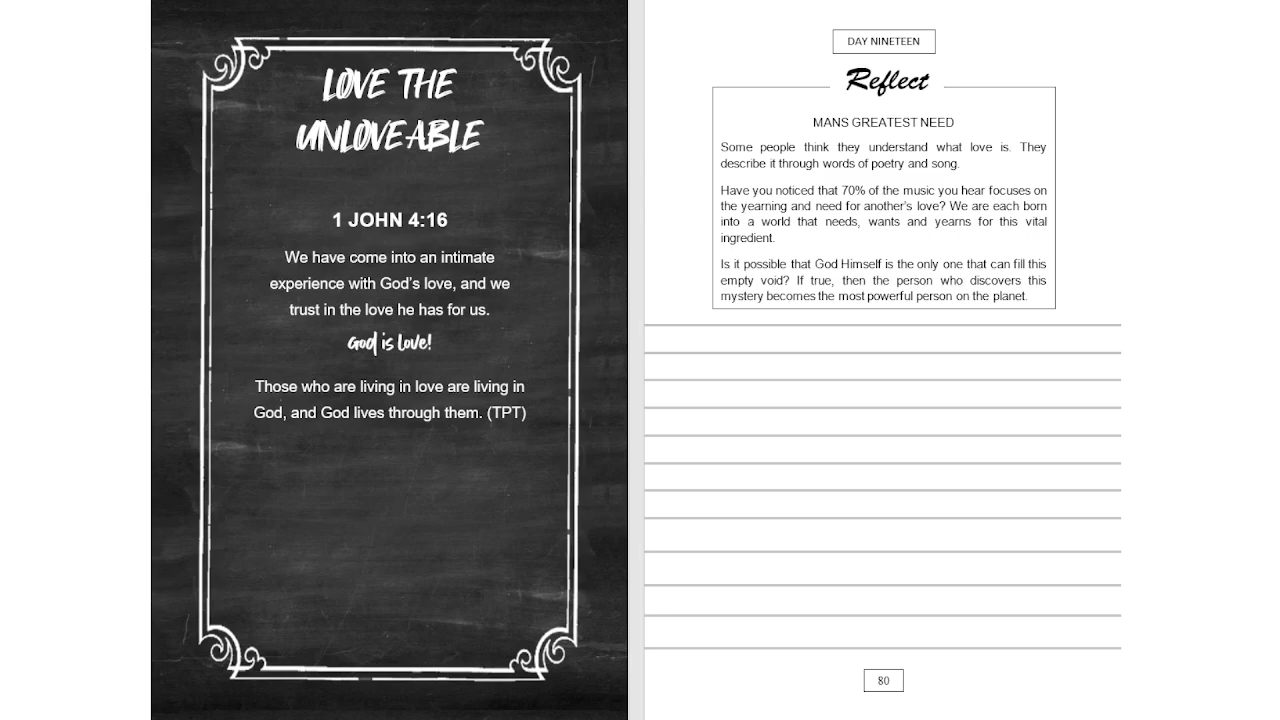 LOVE THE
UNLOVEABLE
1 JOHN 4:16
We have come into an intimate
experience with God's love, and we
trust in the love he has for us.
God is love!
Those who are living in love are living in
God, and God lives through them. (TPT)
DAY NINETEEN
Reflect
MANS GREATEST NEED
Some people think they understand what love is. They
describe it through words of poetry and song.
Have you noticed that 70% of the music you hear focuses on
the yearning and need for another's love? We are each born
into a world that needs, wants and yearns for this vital
ingredient.
Is it possible that God Himself is the only one that can fill this
empty void? If true, then the person who discovers this
mystery becomes the most powerful person on the planet.
80